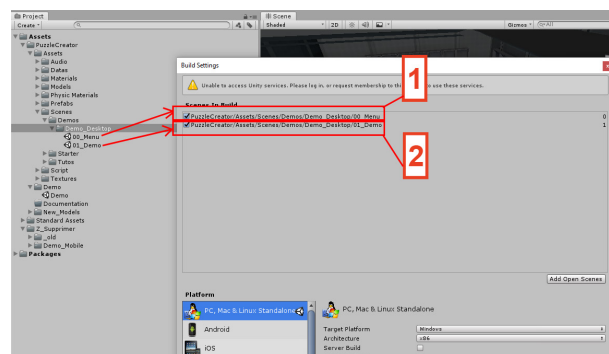 Project
Scene
Create
All
Shaded
2D
Gizmos
All
Assets
PuzzleCreator
Assets
Audio
Datas
Materials
Models
Physic Materials
Prefabs
Scenes
Demos
Demo_Desktop
00_Menu
01_Demo
Starter
Tutos
Script
Textures
Demo
Demo
Documentation
New_Models
Standard Assets
Z_Supprimer
_old
Demo_Mobile
Packages
Build Settings
Unable to access Unity services. Please log in, or request membership to this use these services.
Scenes In Build
PuzzleCreator/Assets/Scenes/Demos/Demo_Desktop/00_Menu 0
PuzzleCreator/Assets/Scenes/Demos/Demo_Desktop/01_Demo 1
1
2
Add Open Scenes
Platform
PC, Mac & Linux Standalone
Android
iOS
PC, Mac & Linux Standalone
Target Platform Windows
Architecture x86
Server Build